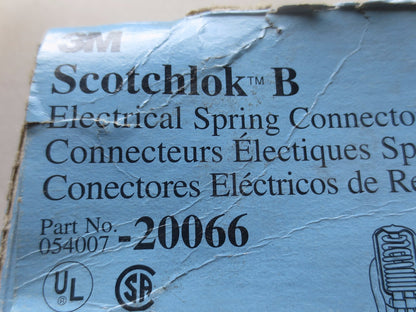 3M
Scotchlok™ B
Electrical Spring Connecto
Connecteurs Électiques Sp
Conectores Eléctricos de Re
Part No.
054007 -20066
UL ®
SA